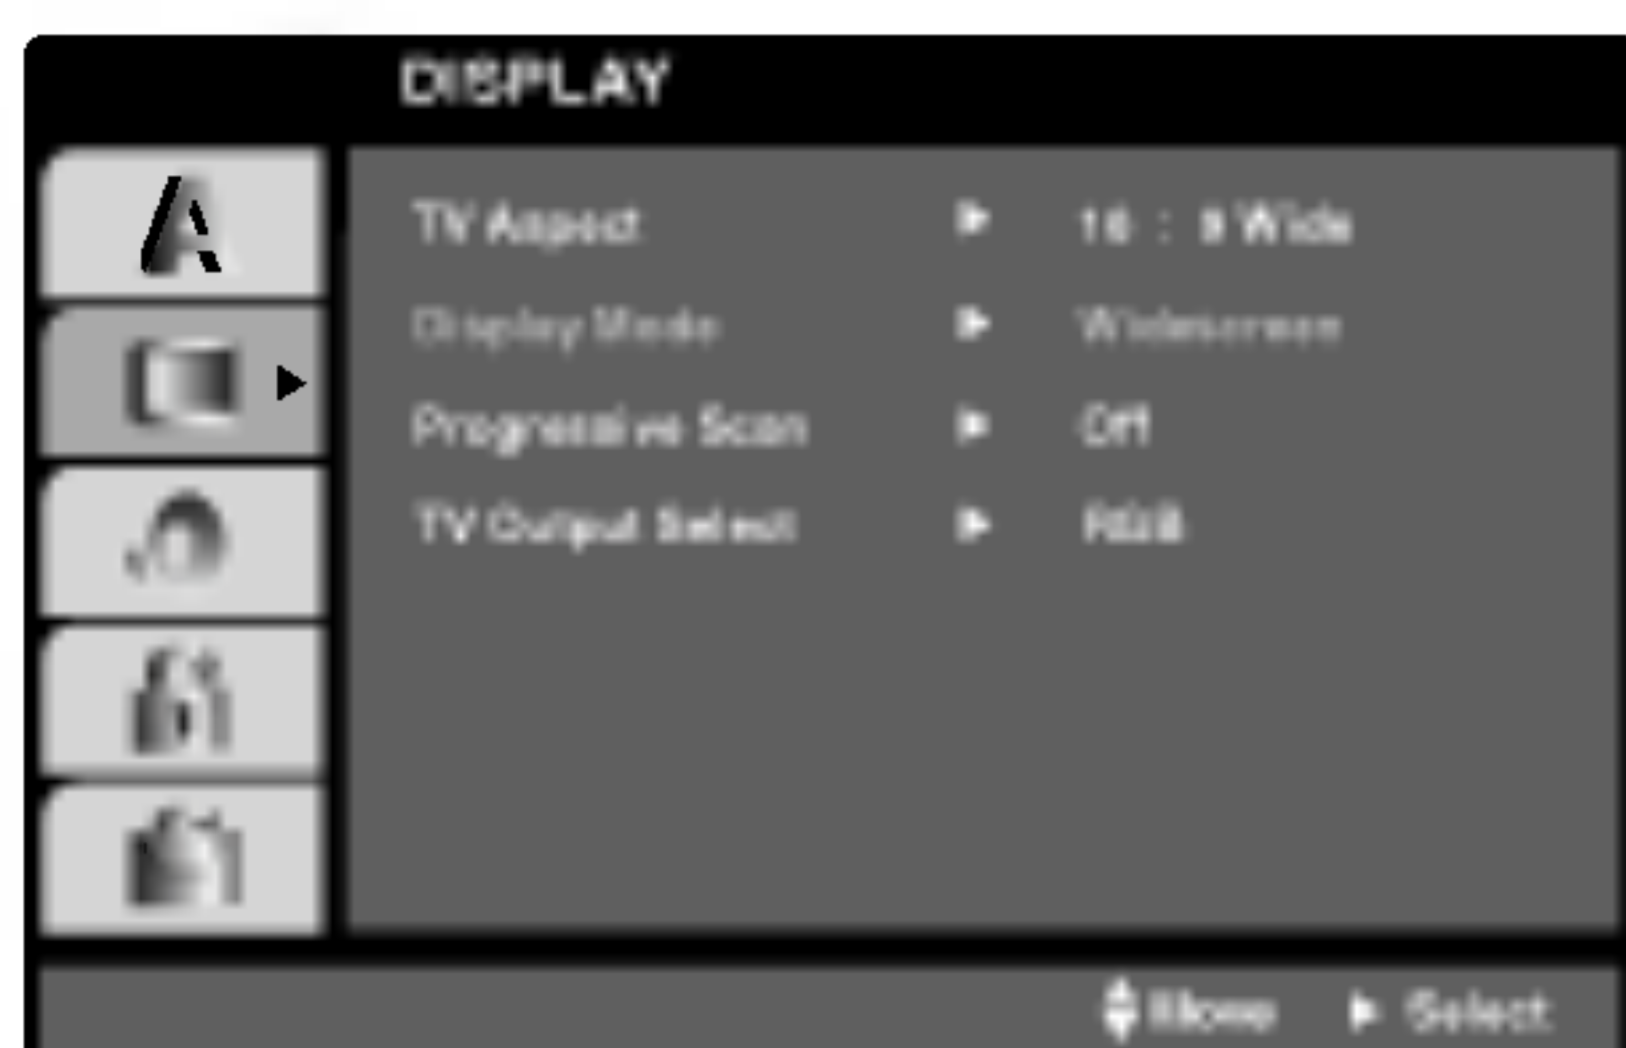 DISPLAY
A
TV Aspect ► 16 : 9 Wide
Display Mode ► Widescreen
Progressive Scan ► Off
TV Output Select ► RGB
Move ► Select